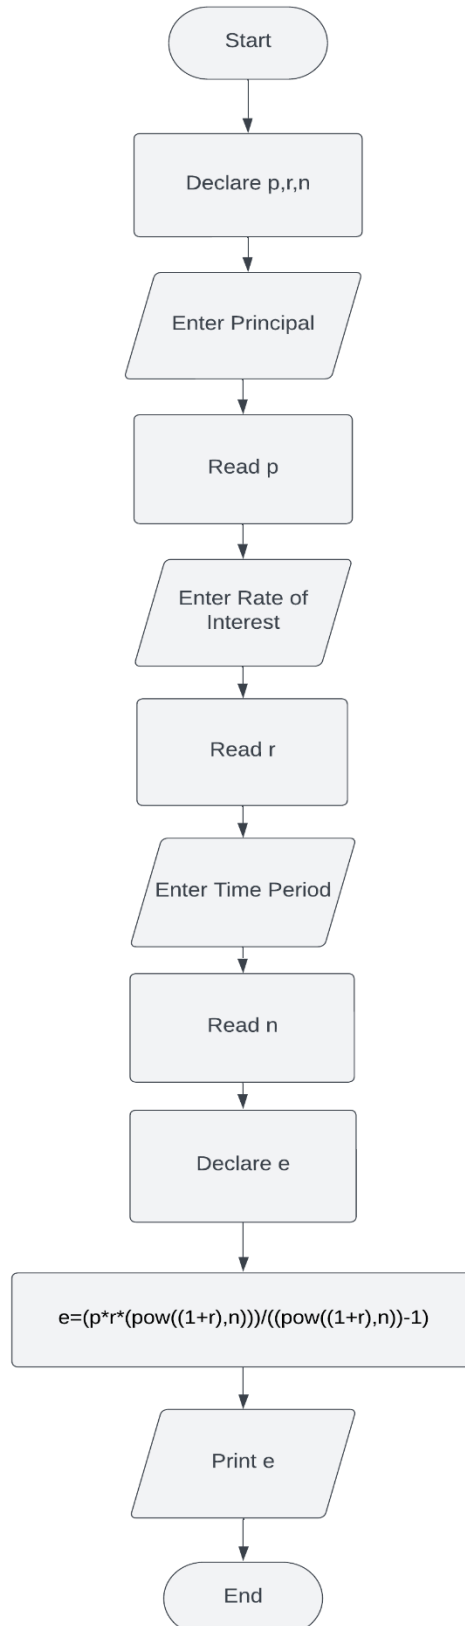 Start
Declare p,r,n
Enter Principal
Read p
Enter Rate of
Interest
Read r
Enter Time Period
Read n
Declare e
e=(p*r*(pow((1+r),n)))/((pow((1+r),n))-1)
Print e
End